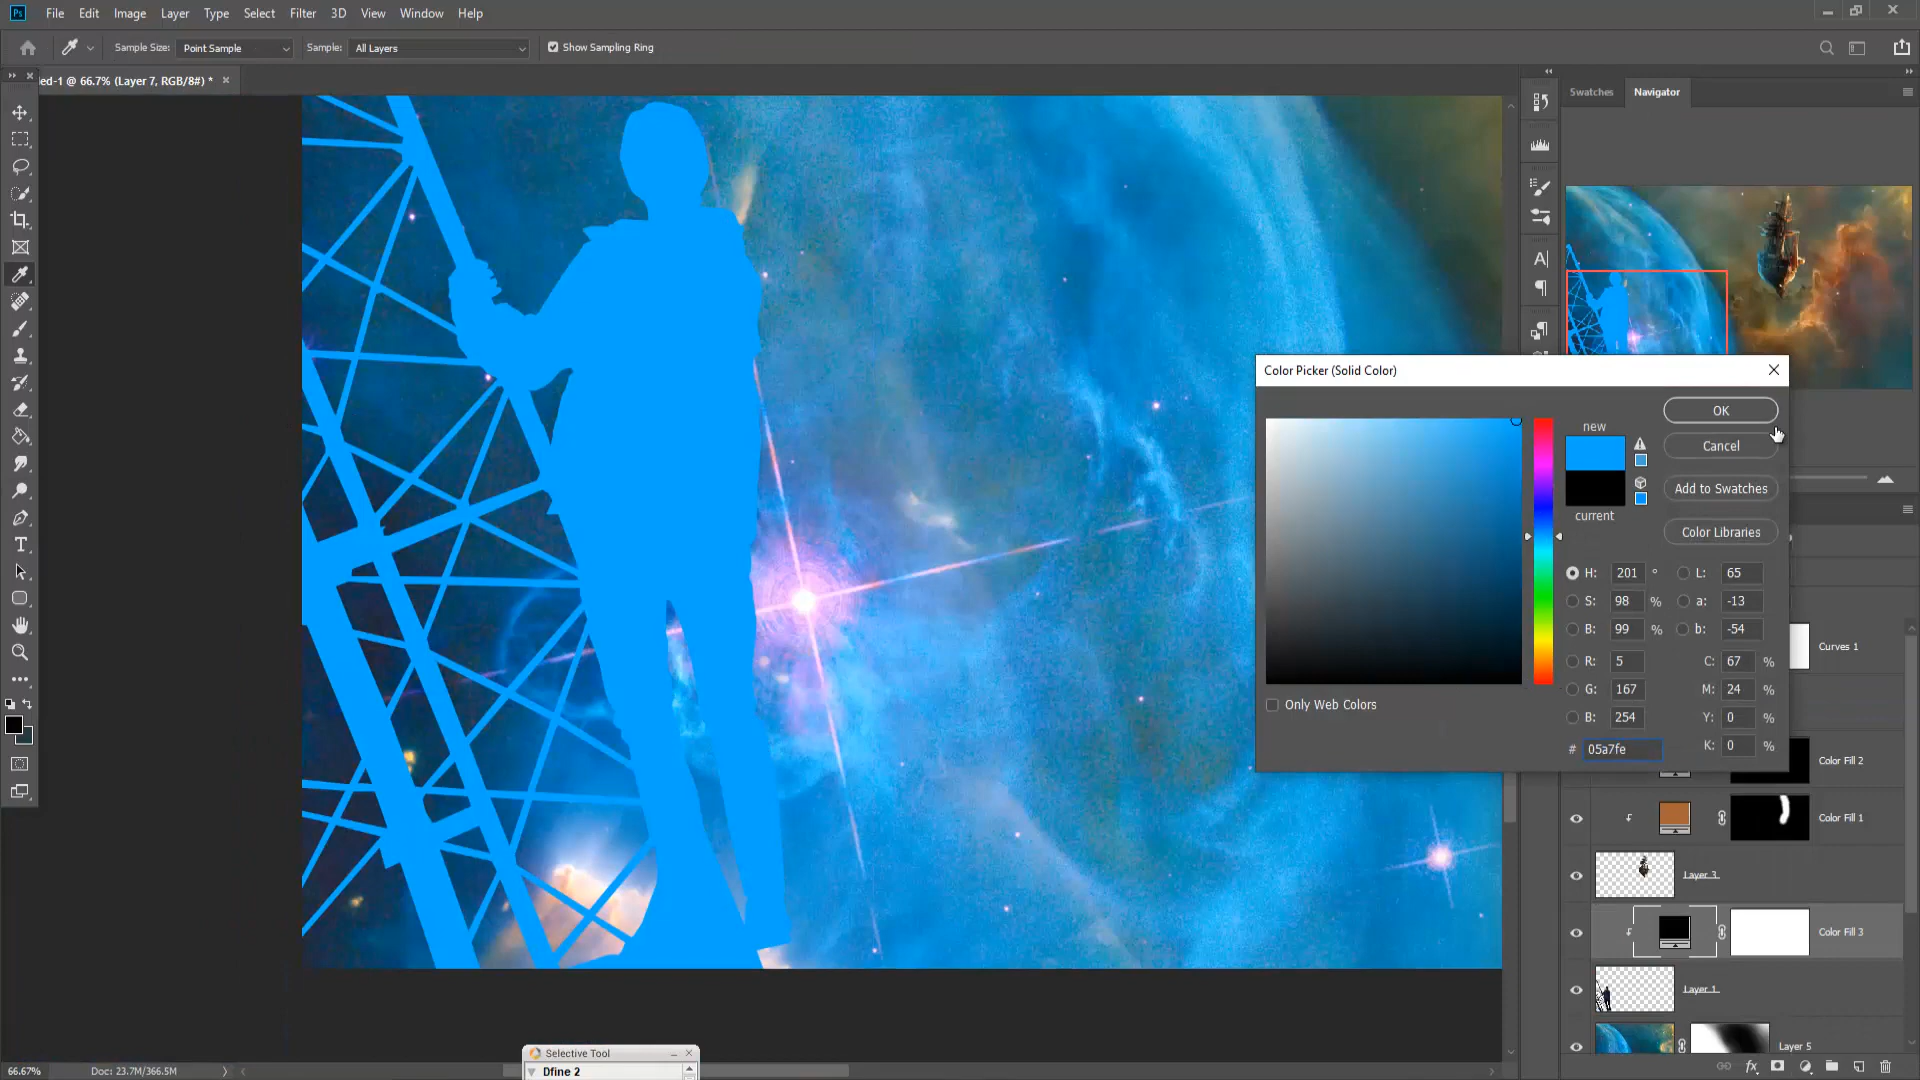 Ps File Edit Image Layer Type Select Filter 3D View Window Help
Sample Size: Point Sample Sample: All Layers Show Sampling Ring
ed-1 @ 66.7% (Layer 7, RGB/8#) *
Swatches Navigator
Color Picker (Solid Color)
new
current
OK
Cancel
Add to Swatches
Color Libraries
H: 201 ° L: 65
S: 98 % a: -13
B: 99 % b: -54
R: 5 C: 67 %
G: 167 M: 24 %
B: 254 Y: 0 %
# 05a7fe K: 0 %
Only Web Colors
Curves 1
Color Fill 2
Color Fill 1
Layer 3
Color Fill 3
Layer 1
Layer 5
Selective Tool
Dfine 2
66.67% Doc: 23.7M/366.5M